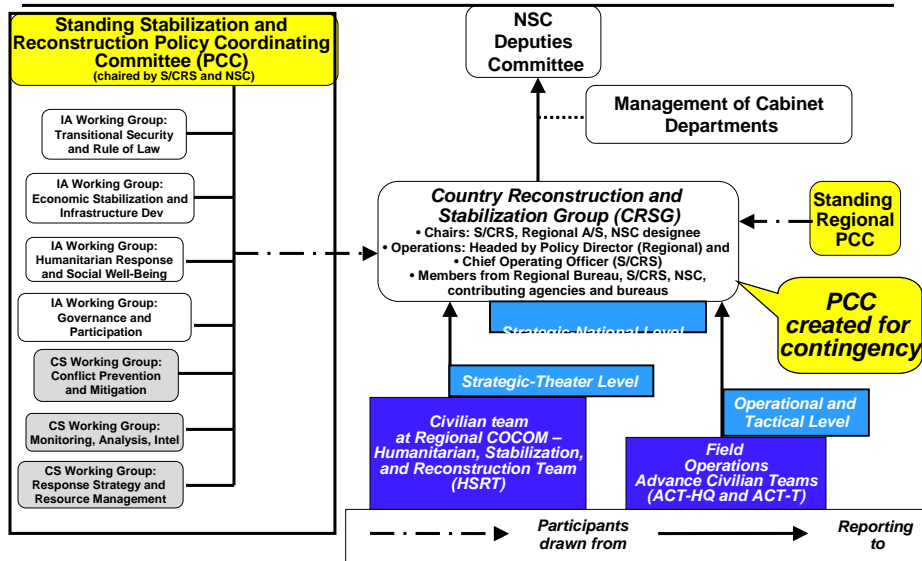 Standing Stabilization and
Reconstruction Policy Coordinating
Committee (PCC)
(chaired by S/CRS and NSC)
IA Working Group:
Transitional Security
and Rule of Law
IA Working Group:
Economic Stabilization and
Infrastructure Dev
IA Working Group:
Humanitarian Response
and Social Well-Being
IA Working Group:
Governance and
Participation
CS Working Group:
Conflict Prevention
and Mitigation
CS Working Group:
Monitoring, Analysis, Intel
CS Working Group:
Response Strategy and
Resource Management
NSC
Deputies
Committee
Management of Cabinet
Departments
Country Reconstruction and
Stabilization Group (CRSG)
• Chairs: S/CRS, Regional A/S, NSC designee
• Operations: Headed by Policy Director (Regional) and
• Chief Operating Officer (S/CRS)
• Members from Regional Bureau, S/CRS, NSC,
contributing agencies and bureaus
Standing
Regional
PCC
PCC
created for
contingency
Strategic-National Level
Strategic-Theater Level
Operational and
Tactical Level
Civilian team
at Regional COCOM –
Humanitarian, Stabilization,
and Reconstruction Team
(HSRT)
Field
Operations
Advance Civilian Teams
(ACT-HQ and ACT-T)
Participants
drawn from
Reporting
to